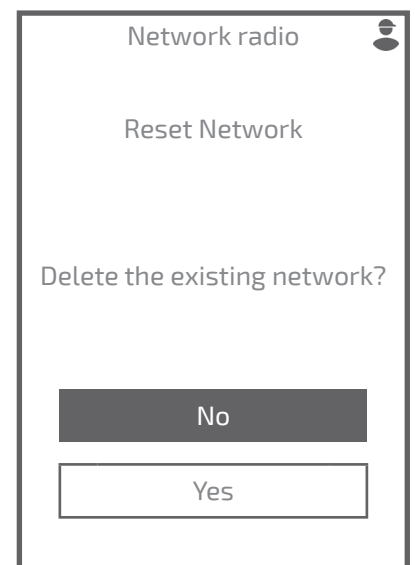 Network radio
Reset Network
Delete the existing network?
No
Yes